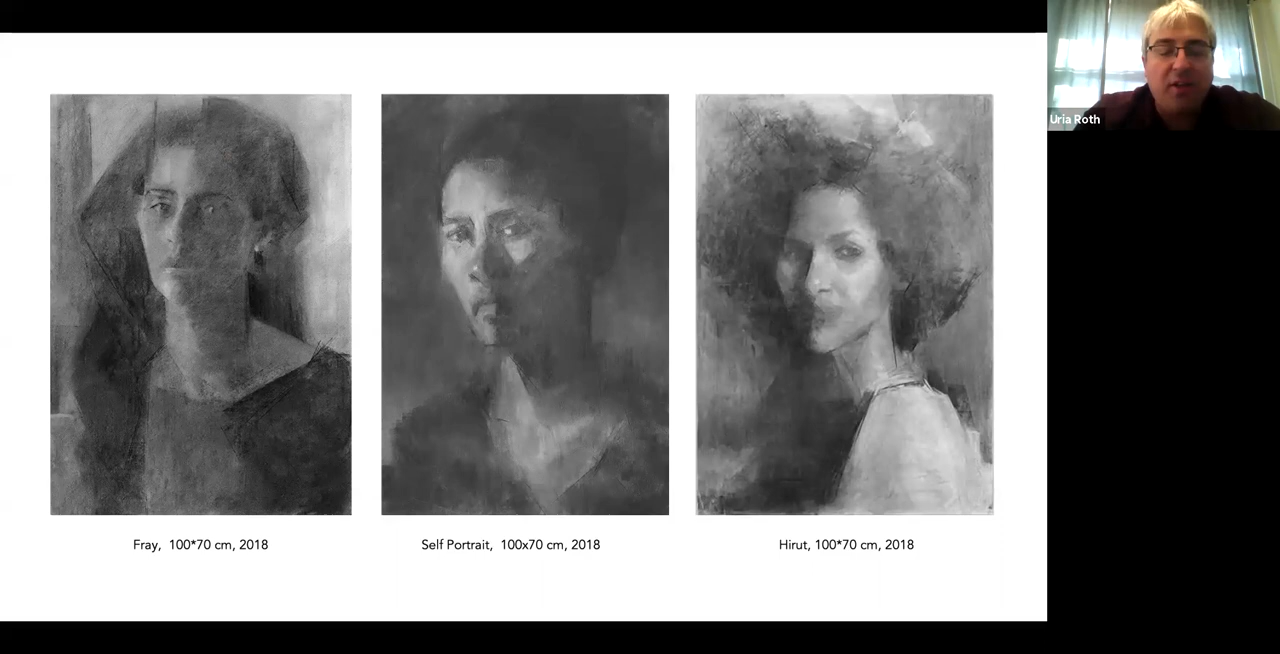 Uria Roth
Fray,  100*70 cm, 2018
Self Portrait,  100x70 cm, 2018
Hirut, 100*70 cm, 2018